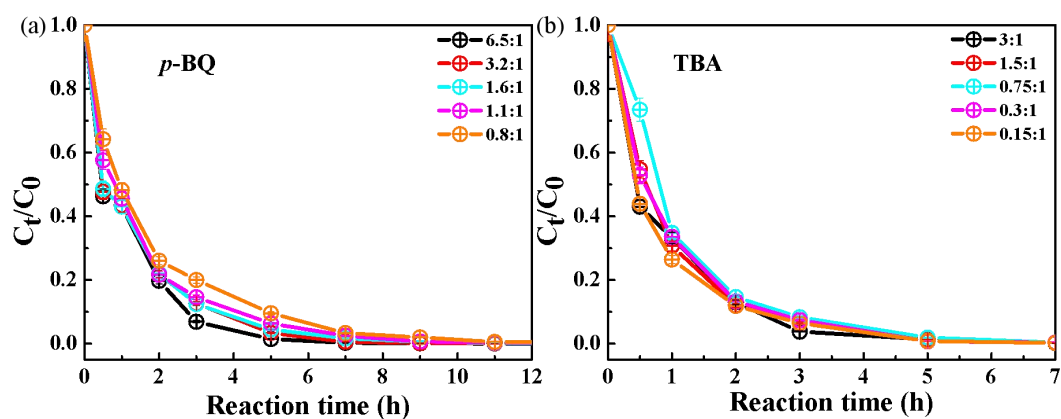 (a)
p-BQ
6.5:1
3.2:1
1.6:1
1.1:1
0.8:1
1.0
0.8
0.6
0.4
0.2
0.0
Ct/C0
0 2 4 6 8 10 12
Reaction time (h)
(b)
TBA
3:1
1.5:1
0.75:1
0.3:1
0.15:1
1.0
0.8
0.6
0.4
0.2
0.0
Ct/C0
0 1 2 3 4 5 6 7
Reaction time (h)